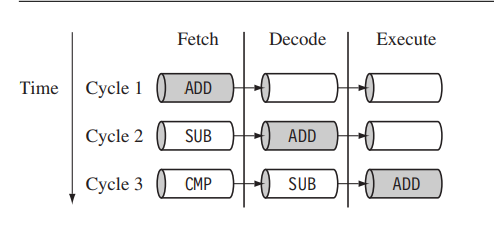 Fetch Decode Execute
Time Cycle 1 ADD
Cycle 2 SUB ADD
Cycle 3 CMP SUB ADD